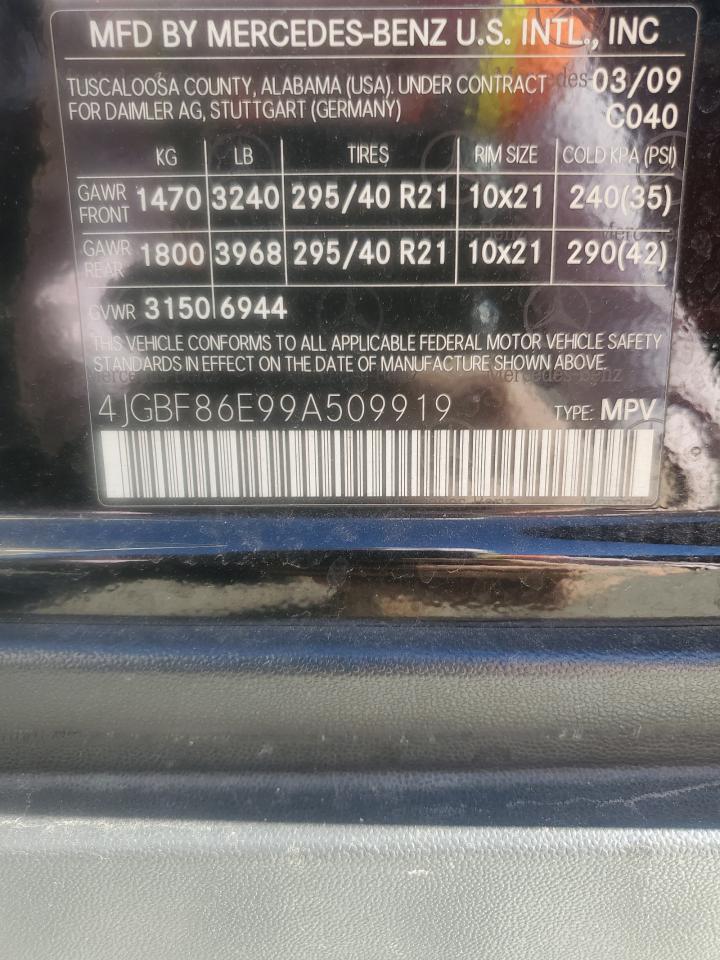 MFD BY MERCEDES-BENZ U.S. INTL., INC
TUSCALOOSA COUNTY, ALABAMA (USA). UNDER CONTRACT 03/09
FOR DAIMLER AG, STUTTGART (GERMANY) C040
KG LB TIRES RIM SIZE COLD KPA (PSI)
GAWR FRONT 1470 3240 295/40 R21 10x21 240(35)
GAWR REAR 1800 3968 295/40 R21 10x21 290(42)
GVWR 3150 6944
THIS VEHICLE CONFORMS TO ALL APPLICABLE FEDERAL MOTOR VEHICLE SAFETY
STANDARDS IN EFFECT ON THE DATE OF MANUFACTURE SHOWN ABOVE.
4JGBF86E99A509919 TYPE: MPV